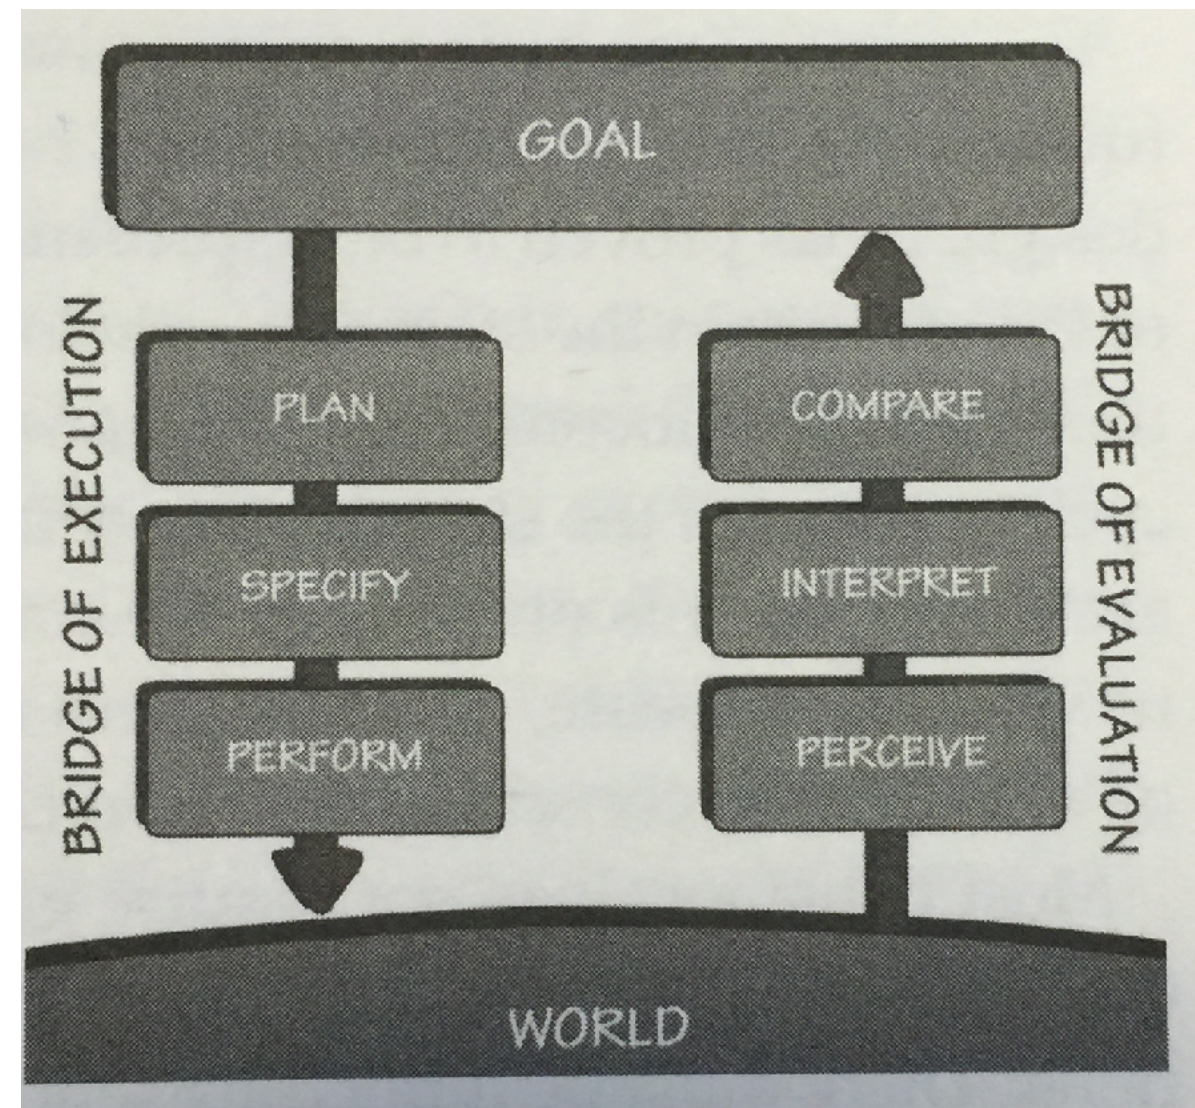 GOAL
BRIDGE OF EXECUTION
PLAN
SPECIFY
PERFORM
COMPARE
INTERPRET
PERCEIVE
BRIDGE OF EVALUATION
WORLD